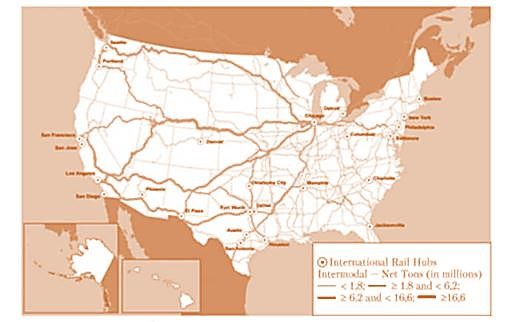 Seattle
Portland
San Francisco
San Jose
Los Angeles
San Diego
Phoenix
El Paso
Denver
Oklahoma City
Fort Worth
Dallas
Austin
Houston
Memphis
Chicago
Detroit
Columbus
Boston
New York
Philadelphia
Baltimore
Charlotte
Jacksonville
International Rail Hubs
Intermodal – Net Tons (in millions)
< 1.8; ≥ 1.8 and < 6,2;
≥ 6.2 and < 16,6; ≥16,6